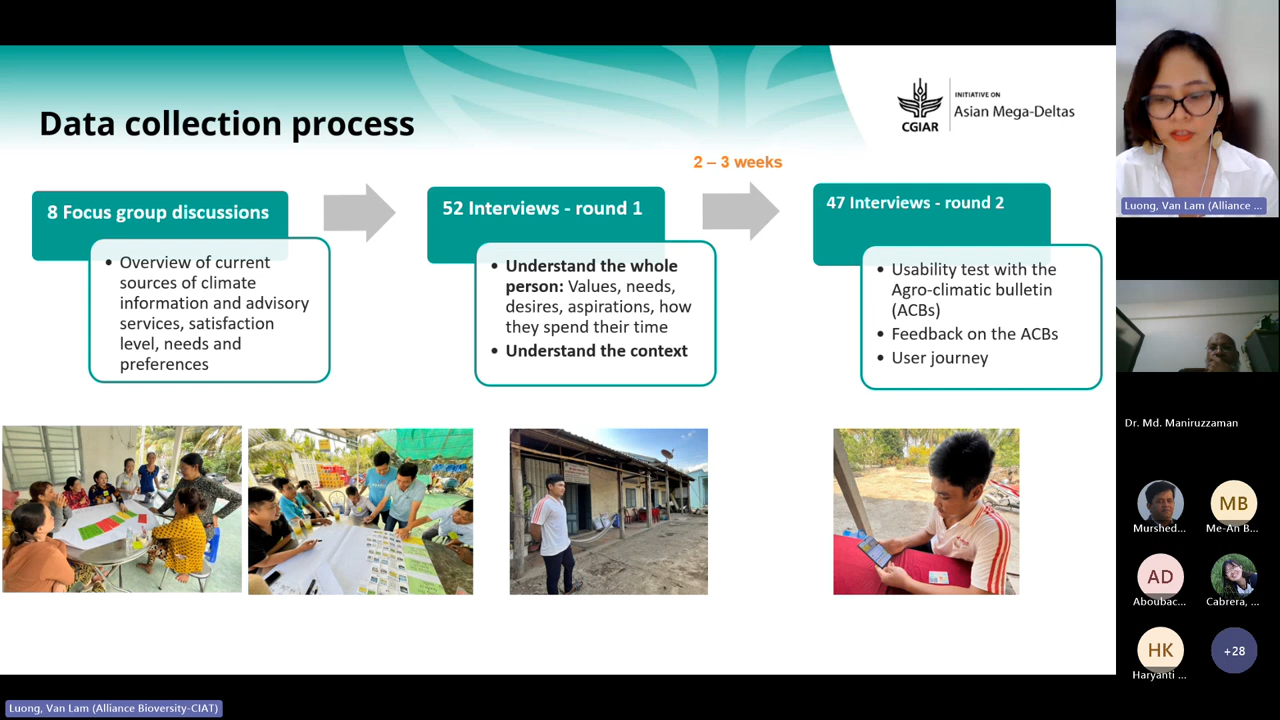 Data collection process
CGIAR
INITIATIVE ON
Asian Mega-Deltas
8 Focus group discussions
• Overview of current
sources of climate
information and advisory
services, satisfaction
level, needs and
preferences
52 Interviews - round 1
• Understand the whole
person: Values, needs,
desires, aspirations, how
they spend their time
• Understand the context
2 – 3 weeks
47 Interviews - round 2
• Usability test with the
Agro-climatic bulletin
(ACBs)
• Feedback on the ACBs
• User journey
Luong, Van Lam (Alliance ...
Dr. Md. Maniruzzaman
Murshed...
MB
Me-An B...
AD
Aboubac...
Cabrera, ...
HK
Haryanti ...
+28
Luong, Van Lam (Alliance Bioversity-CIAT)